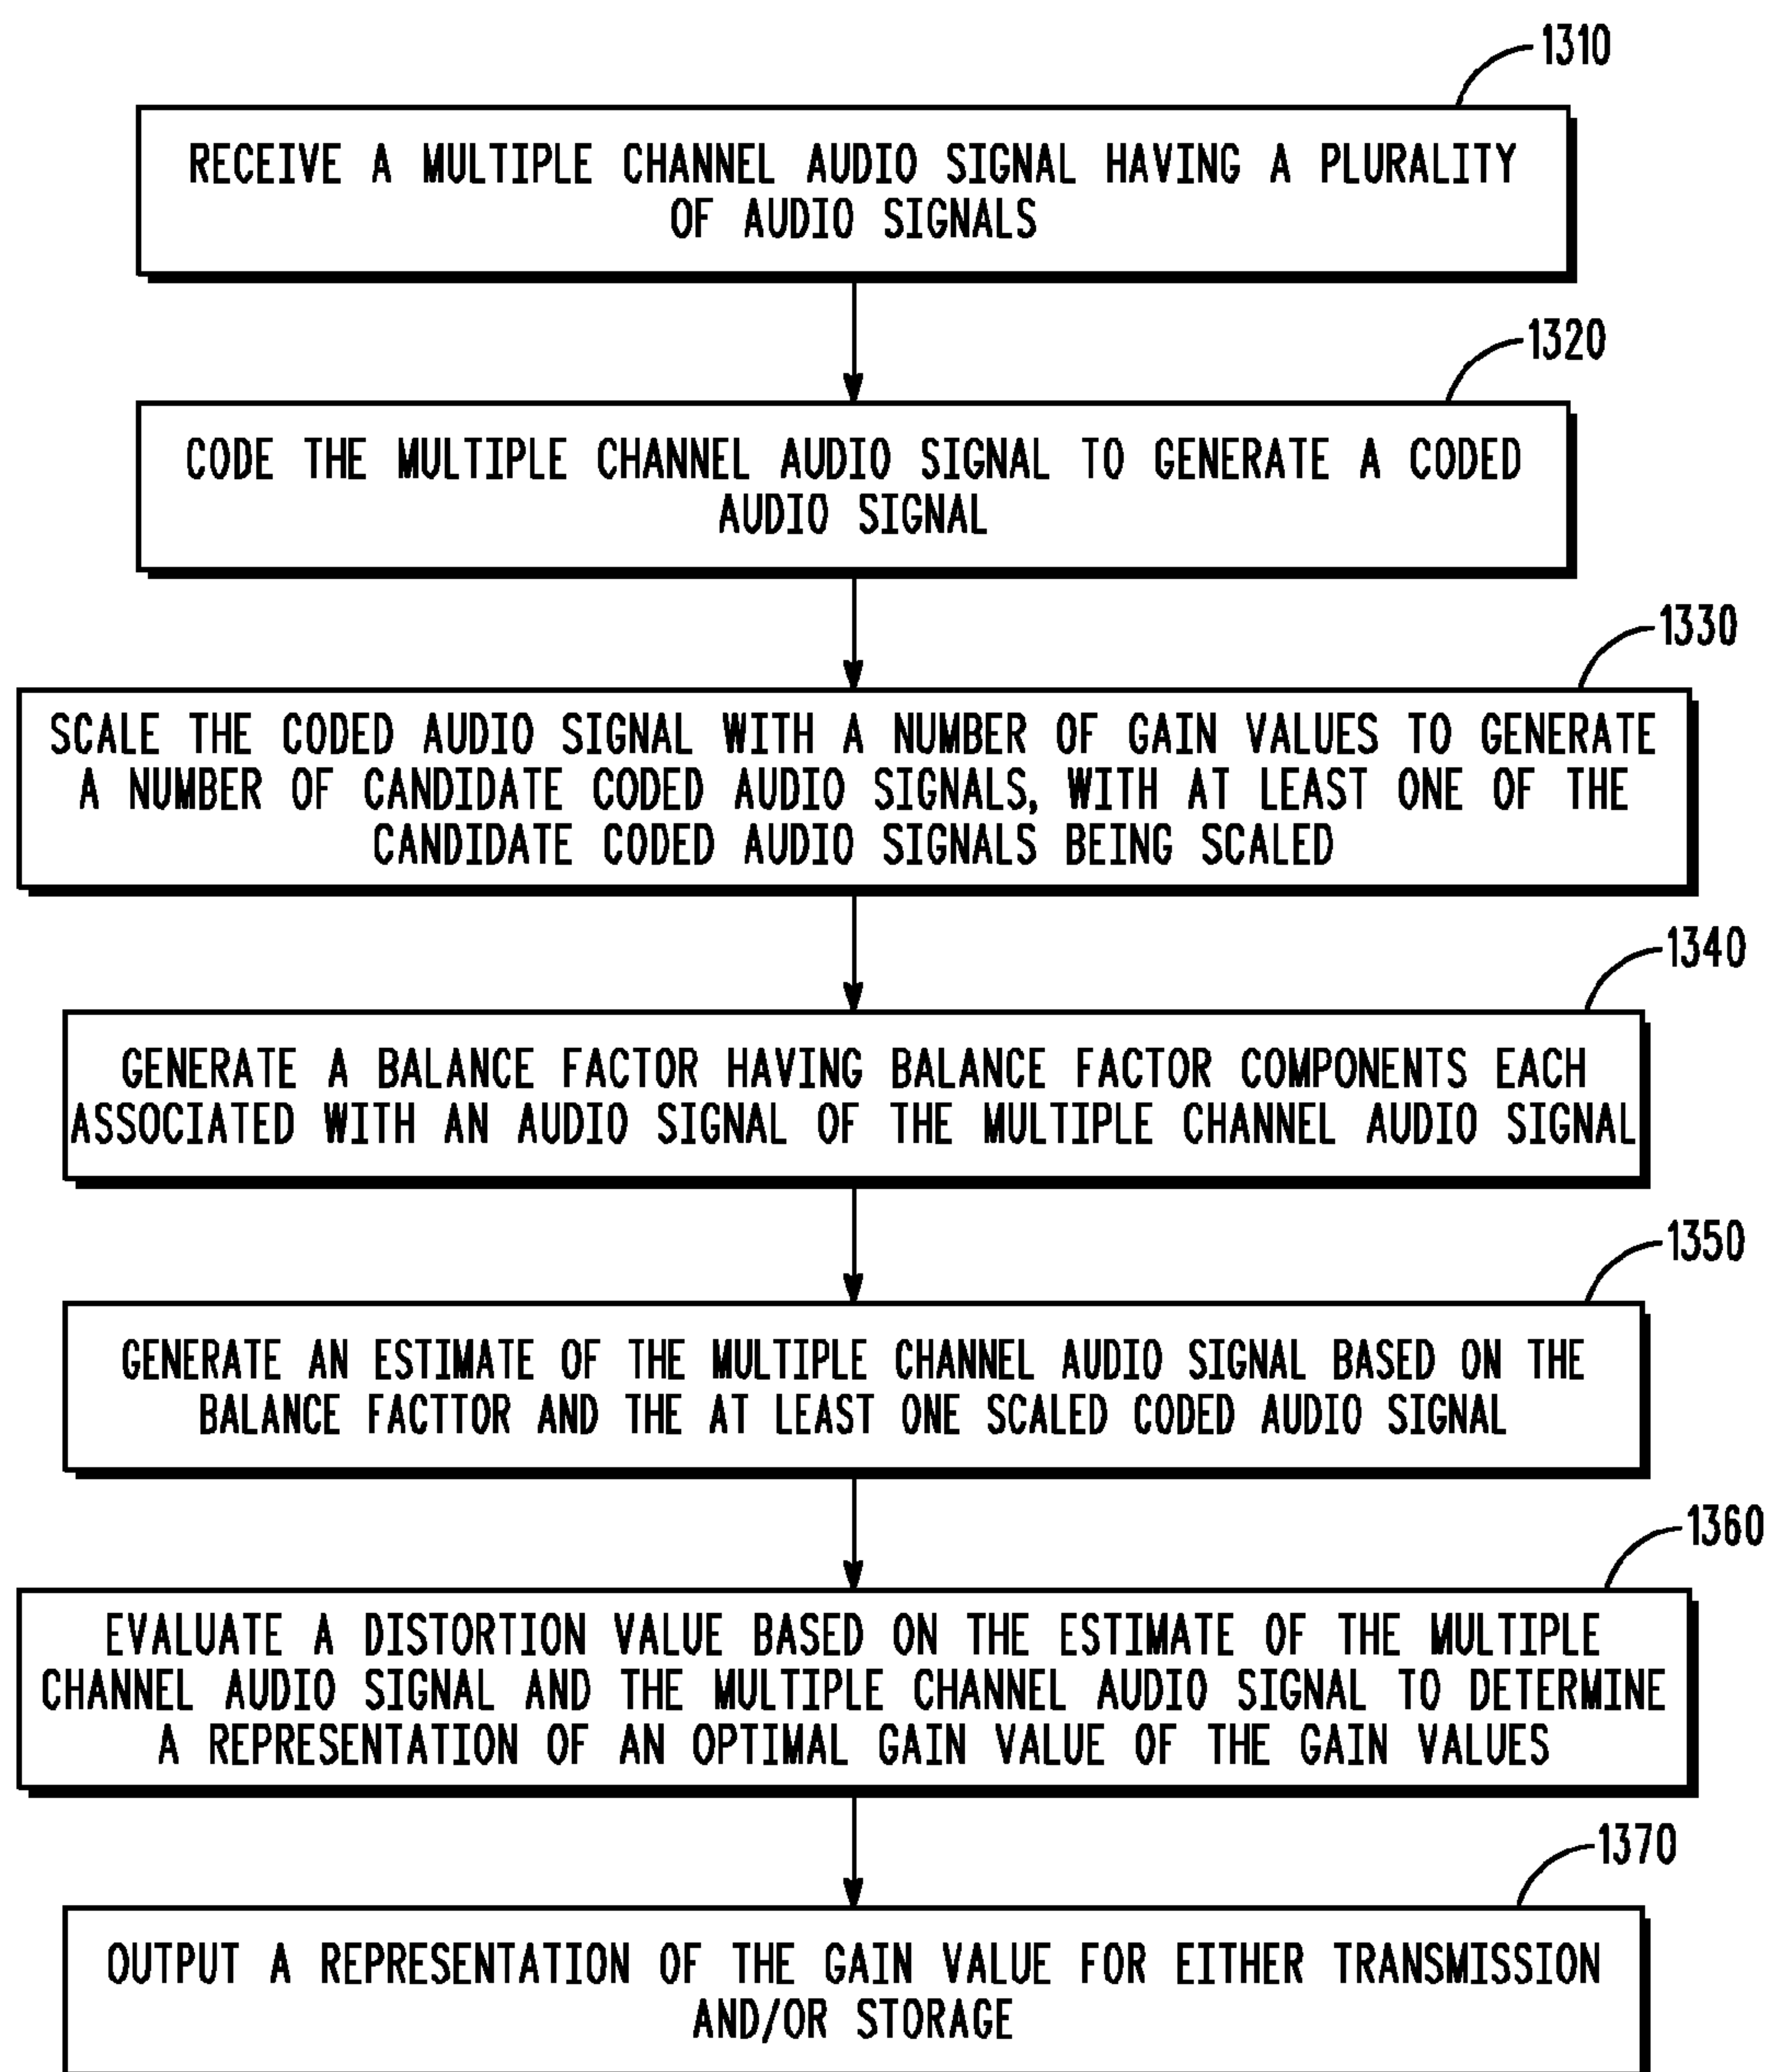 1310
RECEIVE A MULTIPLE CHANNEL AUDIO SIGNAL HAVING A PLURALITY
OF AUDIO SIGNALS
1320
CODE THE MULTIPLE CHANNEL AUDIO SIGNAL TO GENERATE A CODED
AUDIO SIGNAL
1330
SCALE THE CODED AUDIO SIGNAL WITH A NUMBER OF GAIN VALUES TO GENERATE
A NUMBER OF CANDIDATE CODED AUDIO SIGNALS, WITH AT LEAST ONE OF THE
CANDIDATE CODED AUDIO SIGNALS BEING SCALED
1340
GENERATE A BALANCE FACTOR HAVING BALANCE FACTOR COMPONENTS EACH
ASSOCIATED WITH AN AUDIO SIGNAL OF THE MULTIPLE CHANNEL AUDIO SIGNAL
1350
GENERATE AN ESTIMATE OF THE MULTIPLE CHANNEL AUDIO SIGNAL BASED ON THE
BALANCE FACTTOR AND THE AT LEAST ONE SCALED CODED AUDIO SIGNAL
1360
EVALUATE A DISTORTION VALUE BASED ON THE ESTIMATE OF THE MULTIPLE
CHANNEL AUDIO SIGNAL AND THE MULTIPLE CHANNEL AUDIO SIGNAL TO DETERMINE
A REPRESENTATION OF AN OPTIMAL GAIN VALUE OF THE GAIN VALUES
1370
OUTPUT A REPRESENTATION OF THE GAIN VALUE FOR EITHER TRANSMISSION
AND/OR STORAGE